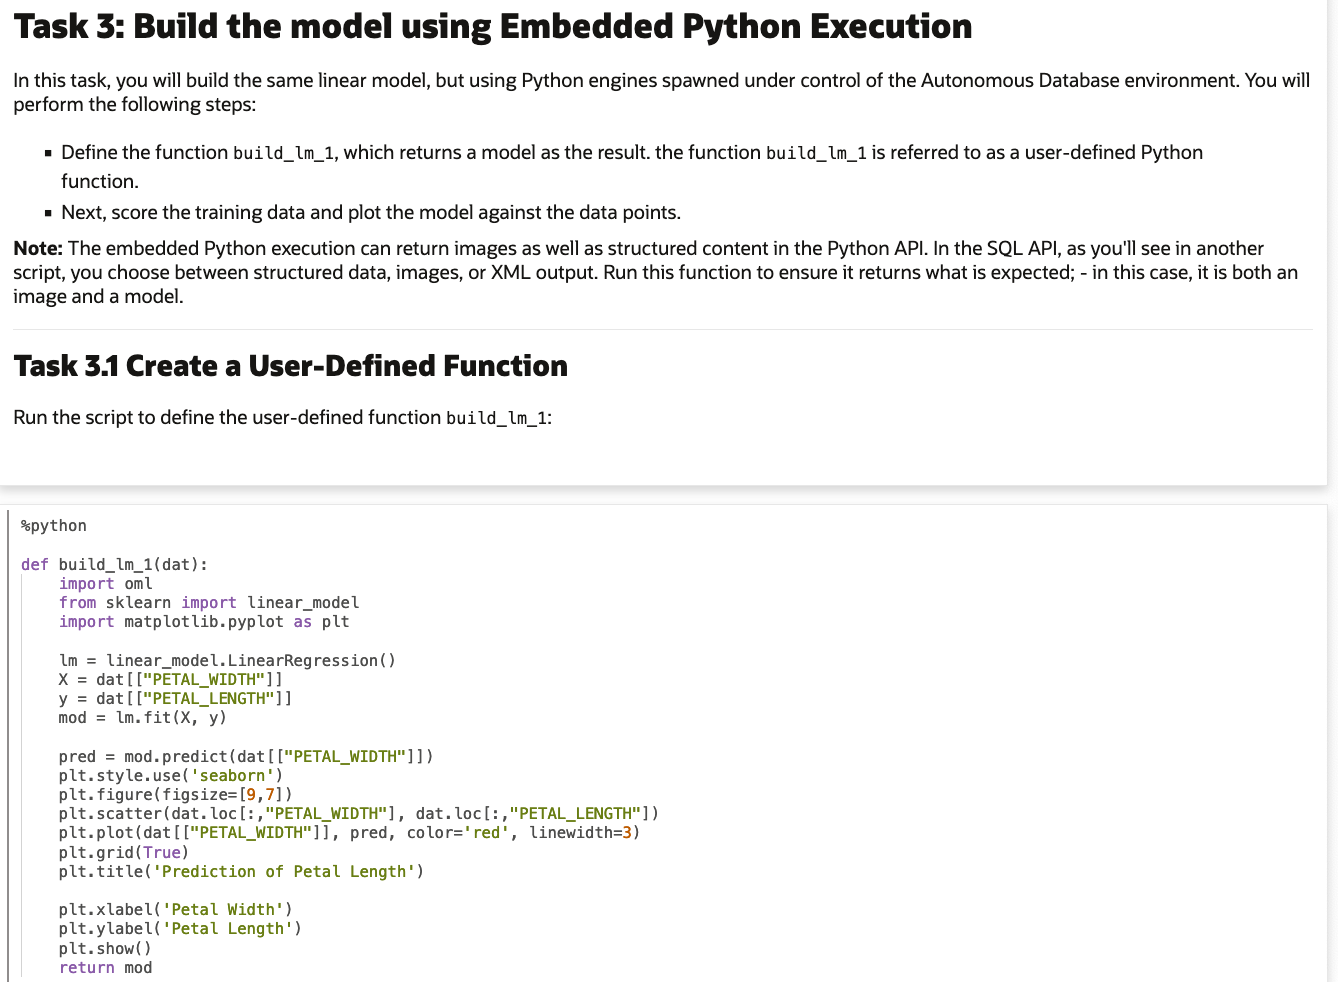 Task 3: Build the model using Embedded Python Execution
In this task, you will build the same linear model, but using Python engines spawned under control of the Autonomous Database environment. You will
perform the following steps:
▪ Define the function build_lm_1, which returns a model as the result. the function build_lm_1 is referred to as a user-defined Python
function.
▪ Next, score the training data and plot the model against the data points.
Note: The embedded Python execution can return images as well as structured content in the Python API. In the SQL API, as you'll see in another
script, you choose between structured data, images, or XML output. Run this function to ensure it returns what is expected; - in this case, it is both an
image and a model.
Task 3.1 Create a User-Defined Function
Run the script to define the user-defined function build_lm_1:
%python
def build_lm_1(dat):
    import oml
    from sklearn import linear_model
    import matplotlib.pyplot as plt
    lm = linear_model.LinearRegression()
    X = dat[["PETAL_WIDTH"]]
    y = dat[["PETAL_LENGTH"]]
    mod = lm.fit(X, y)
    pred = mod.predict(dat[["PETAL_WIDTH"]])
    plt.style.use('seaborn')
    plt.figure(figsize=[9,7])
    plt.scatter(dat.loc[:,"PETAL_WIDTH"], dat.loc[:,"PETAL_LENGTH"])
    plt.plot(dat[["PETAL_WIDTH"]], pred, color='red', linewidth=3)
    plt.grid(True)
    plt.title('Prediction of Petal Length')
    plt.xlabel('Petal Width')
    plt.ylabel('Petal Length')
    plt.show()
    return mod